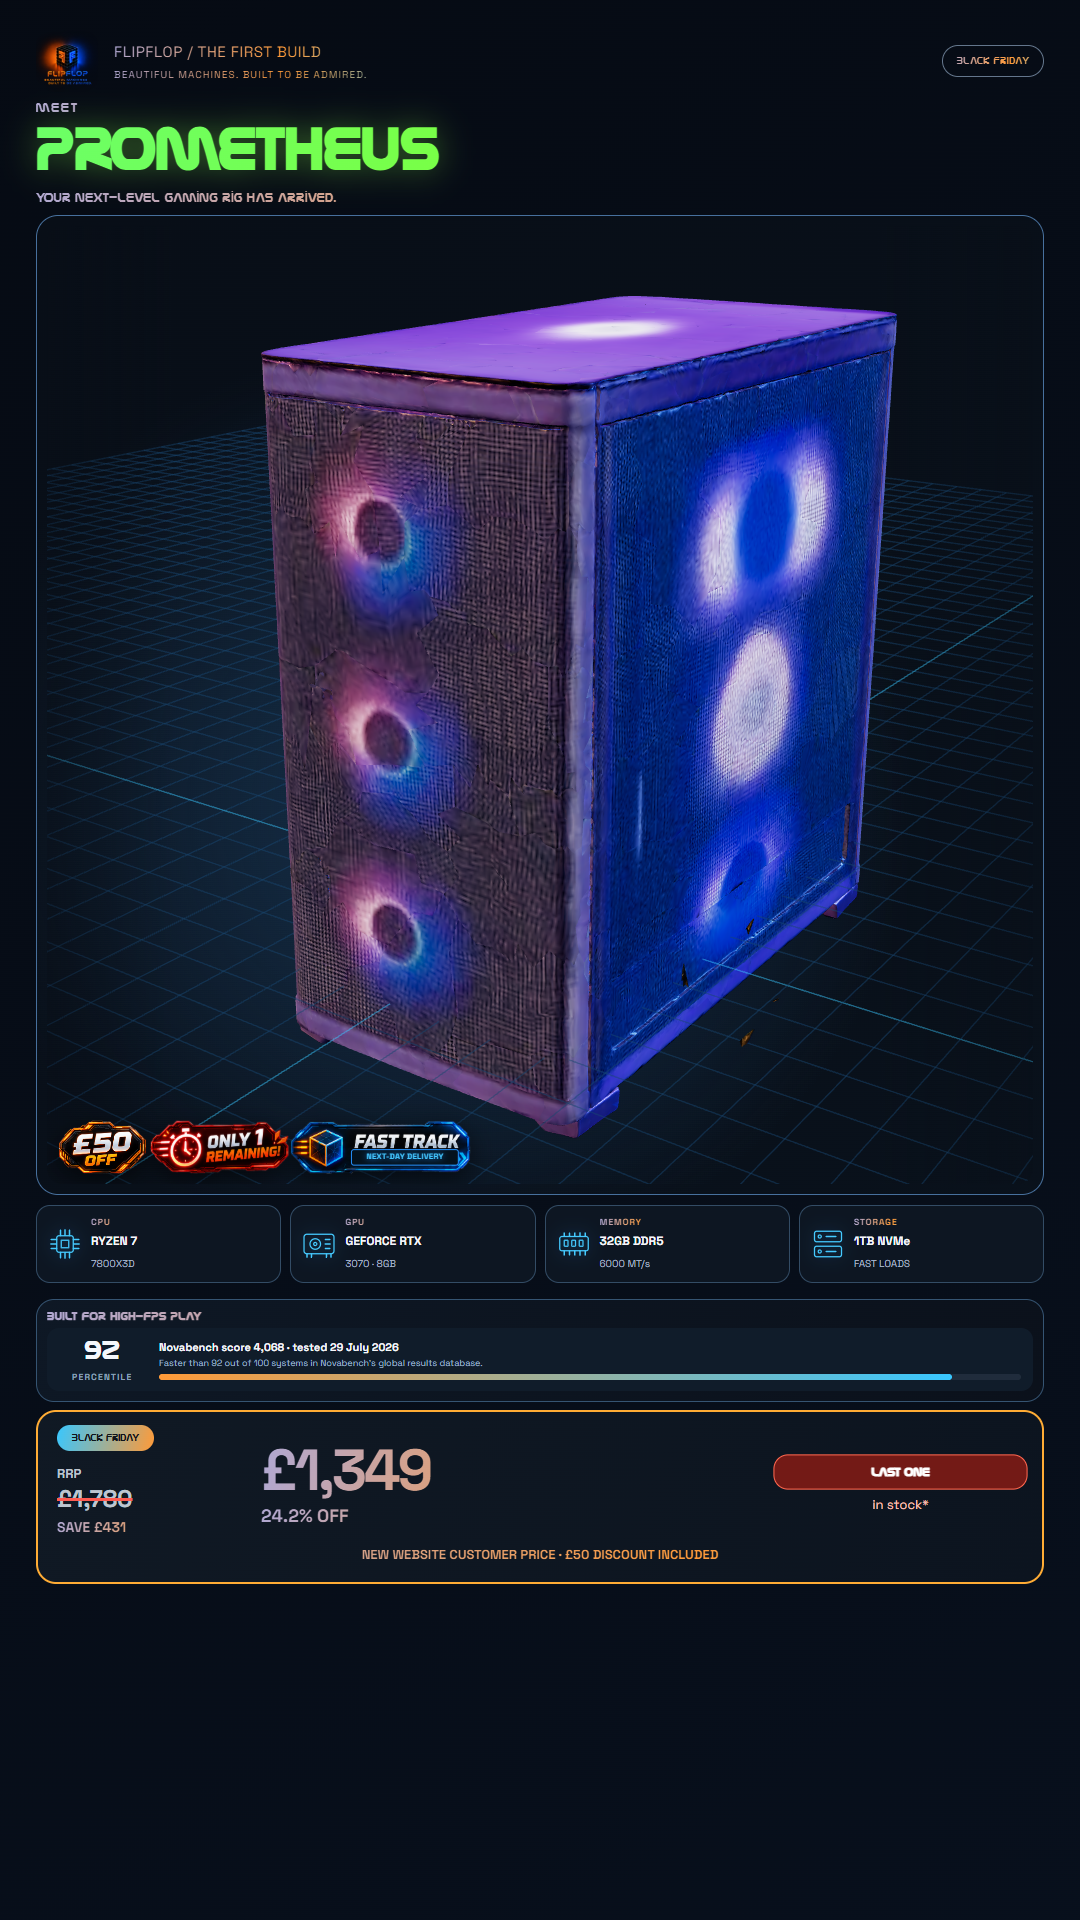 FLIPFLOP
FLIPFLOP / THE FIRST BUILD
BEAUTIFUL MACHINES. BUILT TO BE ADMIRED.
BLACK FRIDAY
MEET
PROMETHEUS
YOUR NEXT-LEVEL GAMING RIG HAS ARRIVED.
£50
OFF
ONLY 1
REMAINING!
FAST TRACK
NEXT-DAY DELIVERY
CPU
RYZEN 7
7800X3D
GPU
GEFORCE RTX
3070 · 8GB
MEMORY
32GB DDR5
6000 MT/s
STORAGE
1TB NVMe
FAST LOADS
BUILT FOR HIGH-FPS PLAY
92
PERCENTILE
Novabench score 4,068 · tested 29 July 2026
Faster than 92 out of 100 systems in Novabench's global results database.
BLACK FRIDAY
RRP
£1,780
SAVE £431
£1,349
24.2% OFF
LAST ONE
in stock*
NEW WEBSITE CUSTOMER PRICE · £50 DISCOUNT INCLUDED